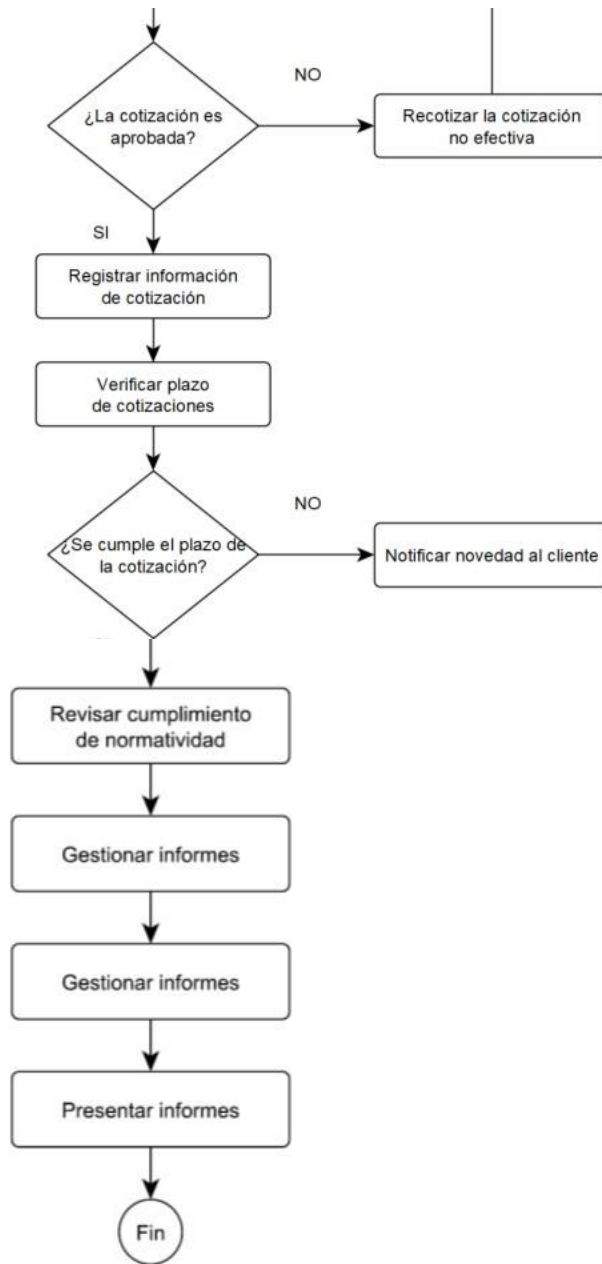 NO
¿La cotización es
aprobada?
Recotizar la cotización
no efectiva
SI
Registrar información
de cotización
Verificar plazo
de cotizaciones
NO
¿Se cumple el plazo de
la cotización?
Notificar novedad al cliente
Revisar cumplimiento
de normatividad
Gestionar informes
Gestionar informes
Presentar informes
Fin